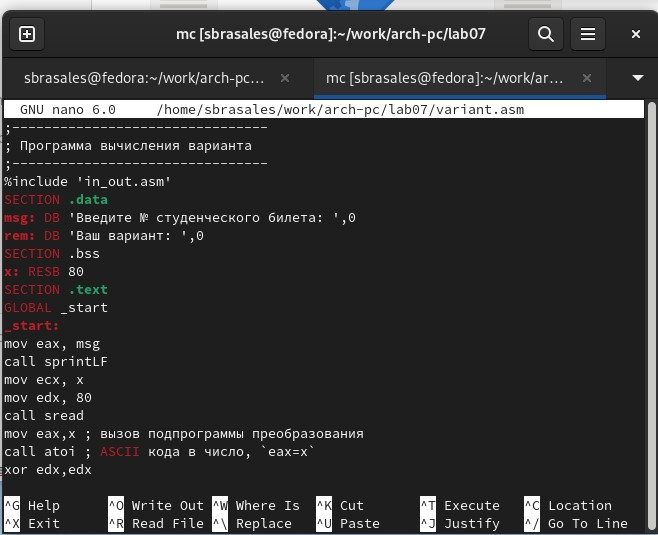 mc [sbrasales@fedora]:~/work/arch-pc/lab07
sbrasales@fedora:~/work/arch-pc...
mc [sbrasales@fedora]:~/work/ar...
GNU nano 6.0 /home/sbrasales/work/arch-pc/lab07/variant.asm
;--------------------------------
; Программа вычисления варианта
;--------------------------------
%include 'in_out.asm'
SECTION .data
msg: DB 'Введите № студенческого билета: ',0
rem: DB 'Ваш вариант: ',0
SECTION .bss
x: RESB 80
SECTION .text
GLOBAL _start
_start:
mov eax, msg
call sprintLF
mov ecx, x
mov edx, 80
call sread
mov eax,x ; вызов подпрограммы преобразования
call atoi ; ASCII кода в число, `eax=x`
xor edx,edx
^G Help ^O Write Out ^W Where Is ^K Cut ^T Execute ^C Location
^X Exit ^R Read File ^\ Replace ^U Paste ^J Justify ^/ Go To Line